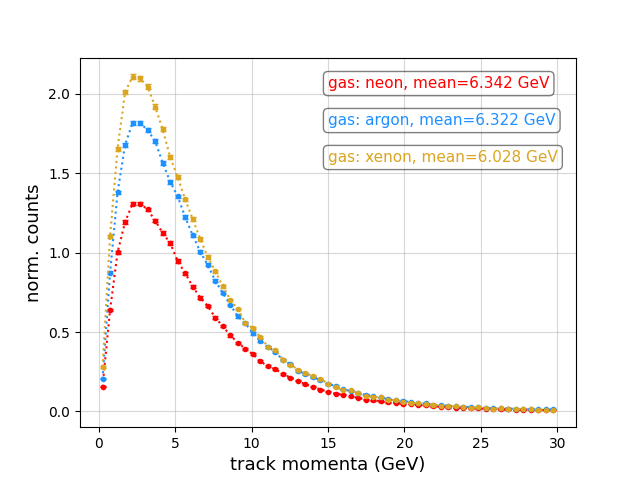 gas: neon, mean=6.342 GeV
gas: argon, mean=6.322 GeV
gas: xenon, mean=6.028 GeV
norm. counts
2.0
1.5
1.0
0.5
0.0
0 5 10 15 20 25 30
track momenta (GeV)